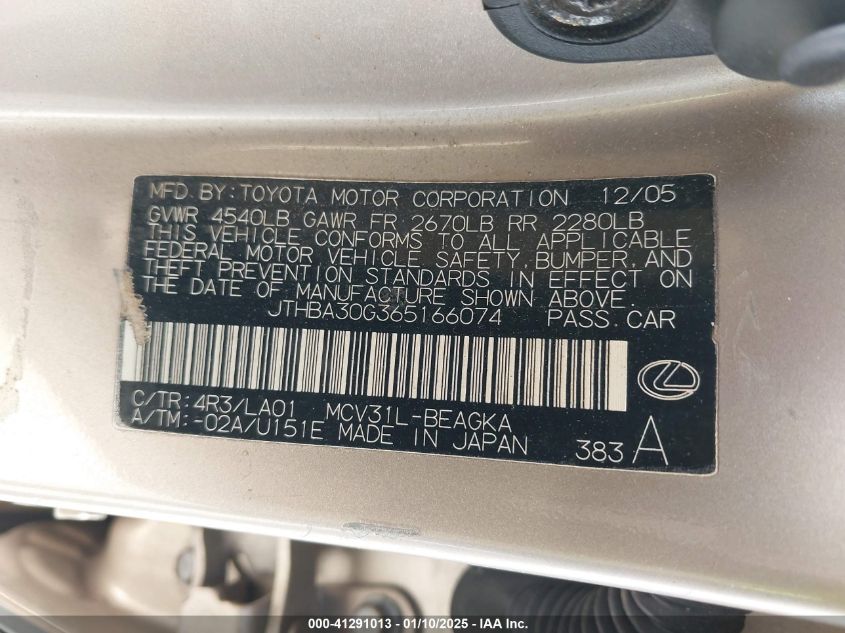 MFD. BY: TOYOTA MOTOR CORPORATION 12/05
GVWR 4540LB GAWR FR 2670LB RR 2280LB
THIS VEHICLE CONFORMS TO ALL APPLICABLE
FEDERAL MOTOR VEHICLE SAFETY, BUMPER, AND
THEFT PREVENTION STANDARDS IN EFFECT ON
THE DATE OF MANUFACTURE SHOWN ABOVE.
JTHBA30G365166074 PASS. CAR
C/TR: 4R3/LA01 MCV31L-BEAGKA
A/TM: -02A/U151E MADE IN JAPAN 383 A
000-41291013 - 01/10/2025 - IAA Inc.